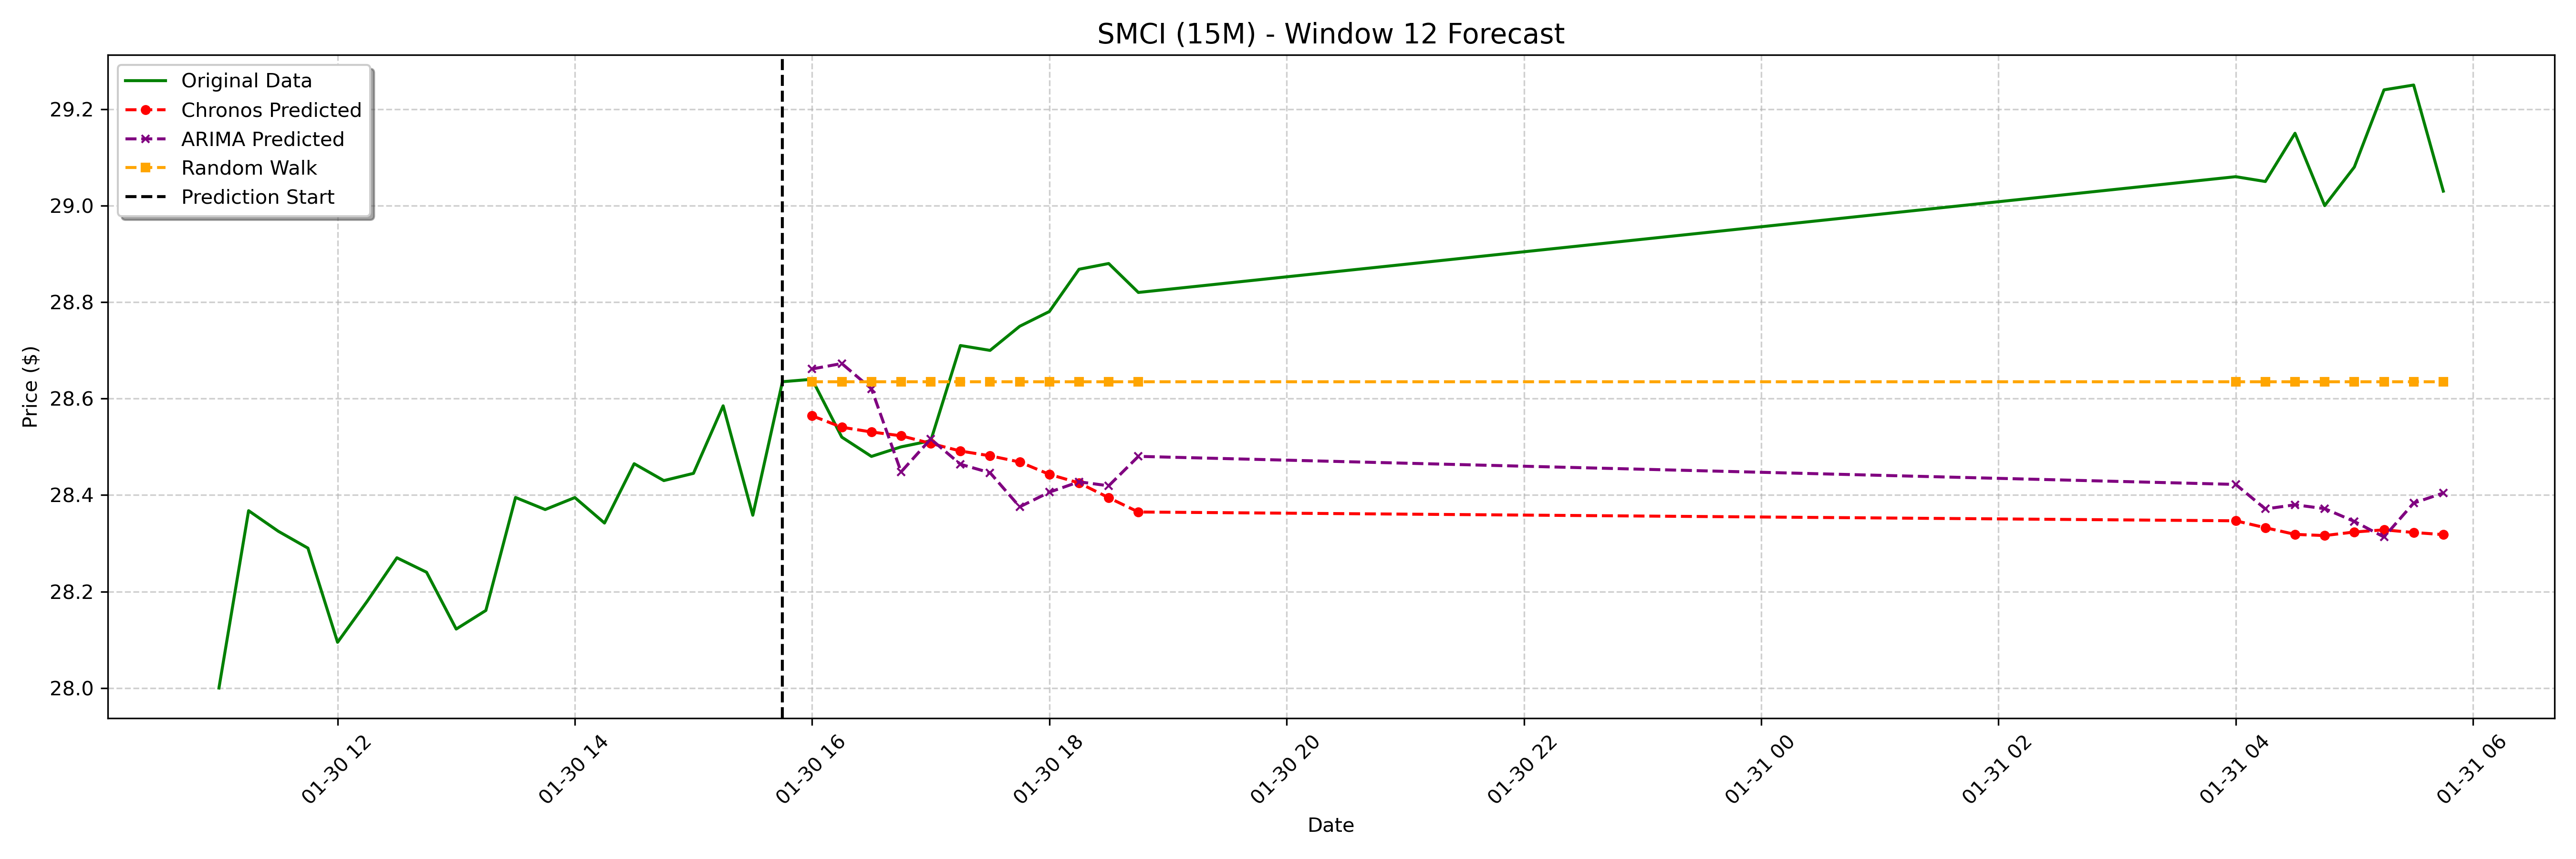 SMCI (15M) - Window 12 Forecast
Original Data
Chronos Predicted
ARIMA Predicted
Random Walk
Prediction Start
Price ($)
29.2
29.0
28.8
28.6
28.4
28.2
28.0
01-30 12
01-30 14
01-30 16
01-30 18
01-30 20
01-30 22
01-31 00
01-31 02
01-31 04
01-31 06
Date